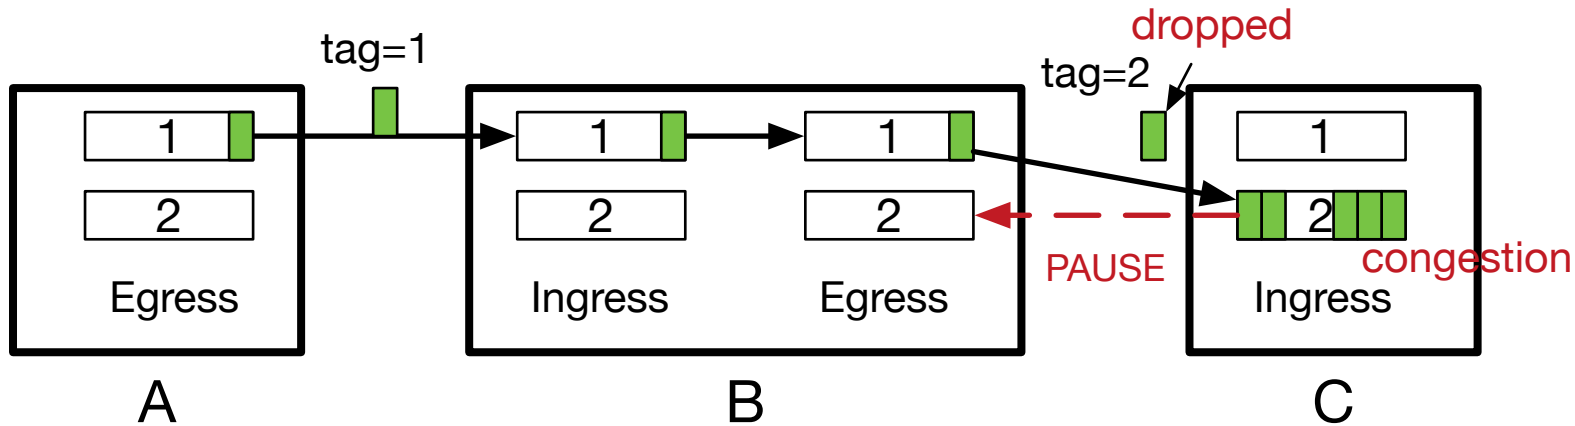 dropped
tag=1
tag=2
1
1
1
1
2
2
2
2
PAUSE
congestion
Egress
Ingress
Egress
Ingress
A
B
C